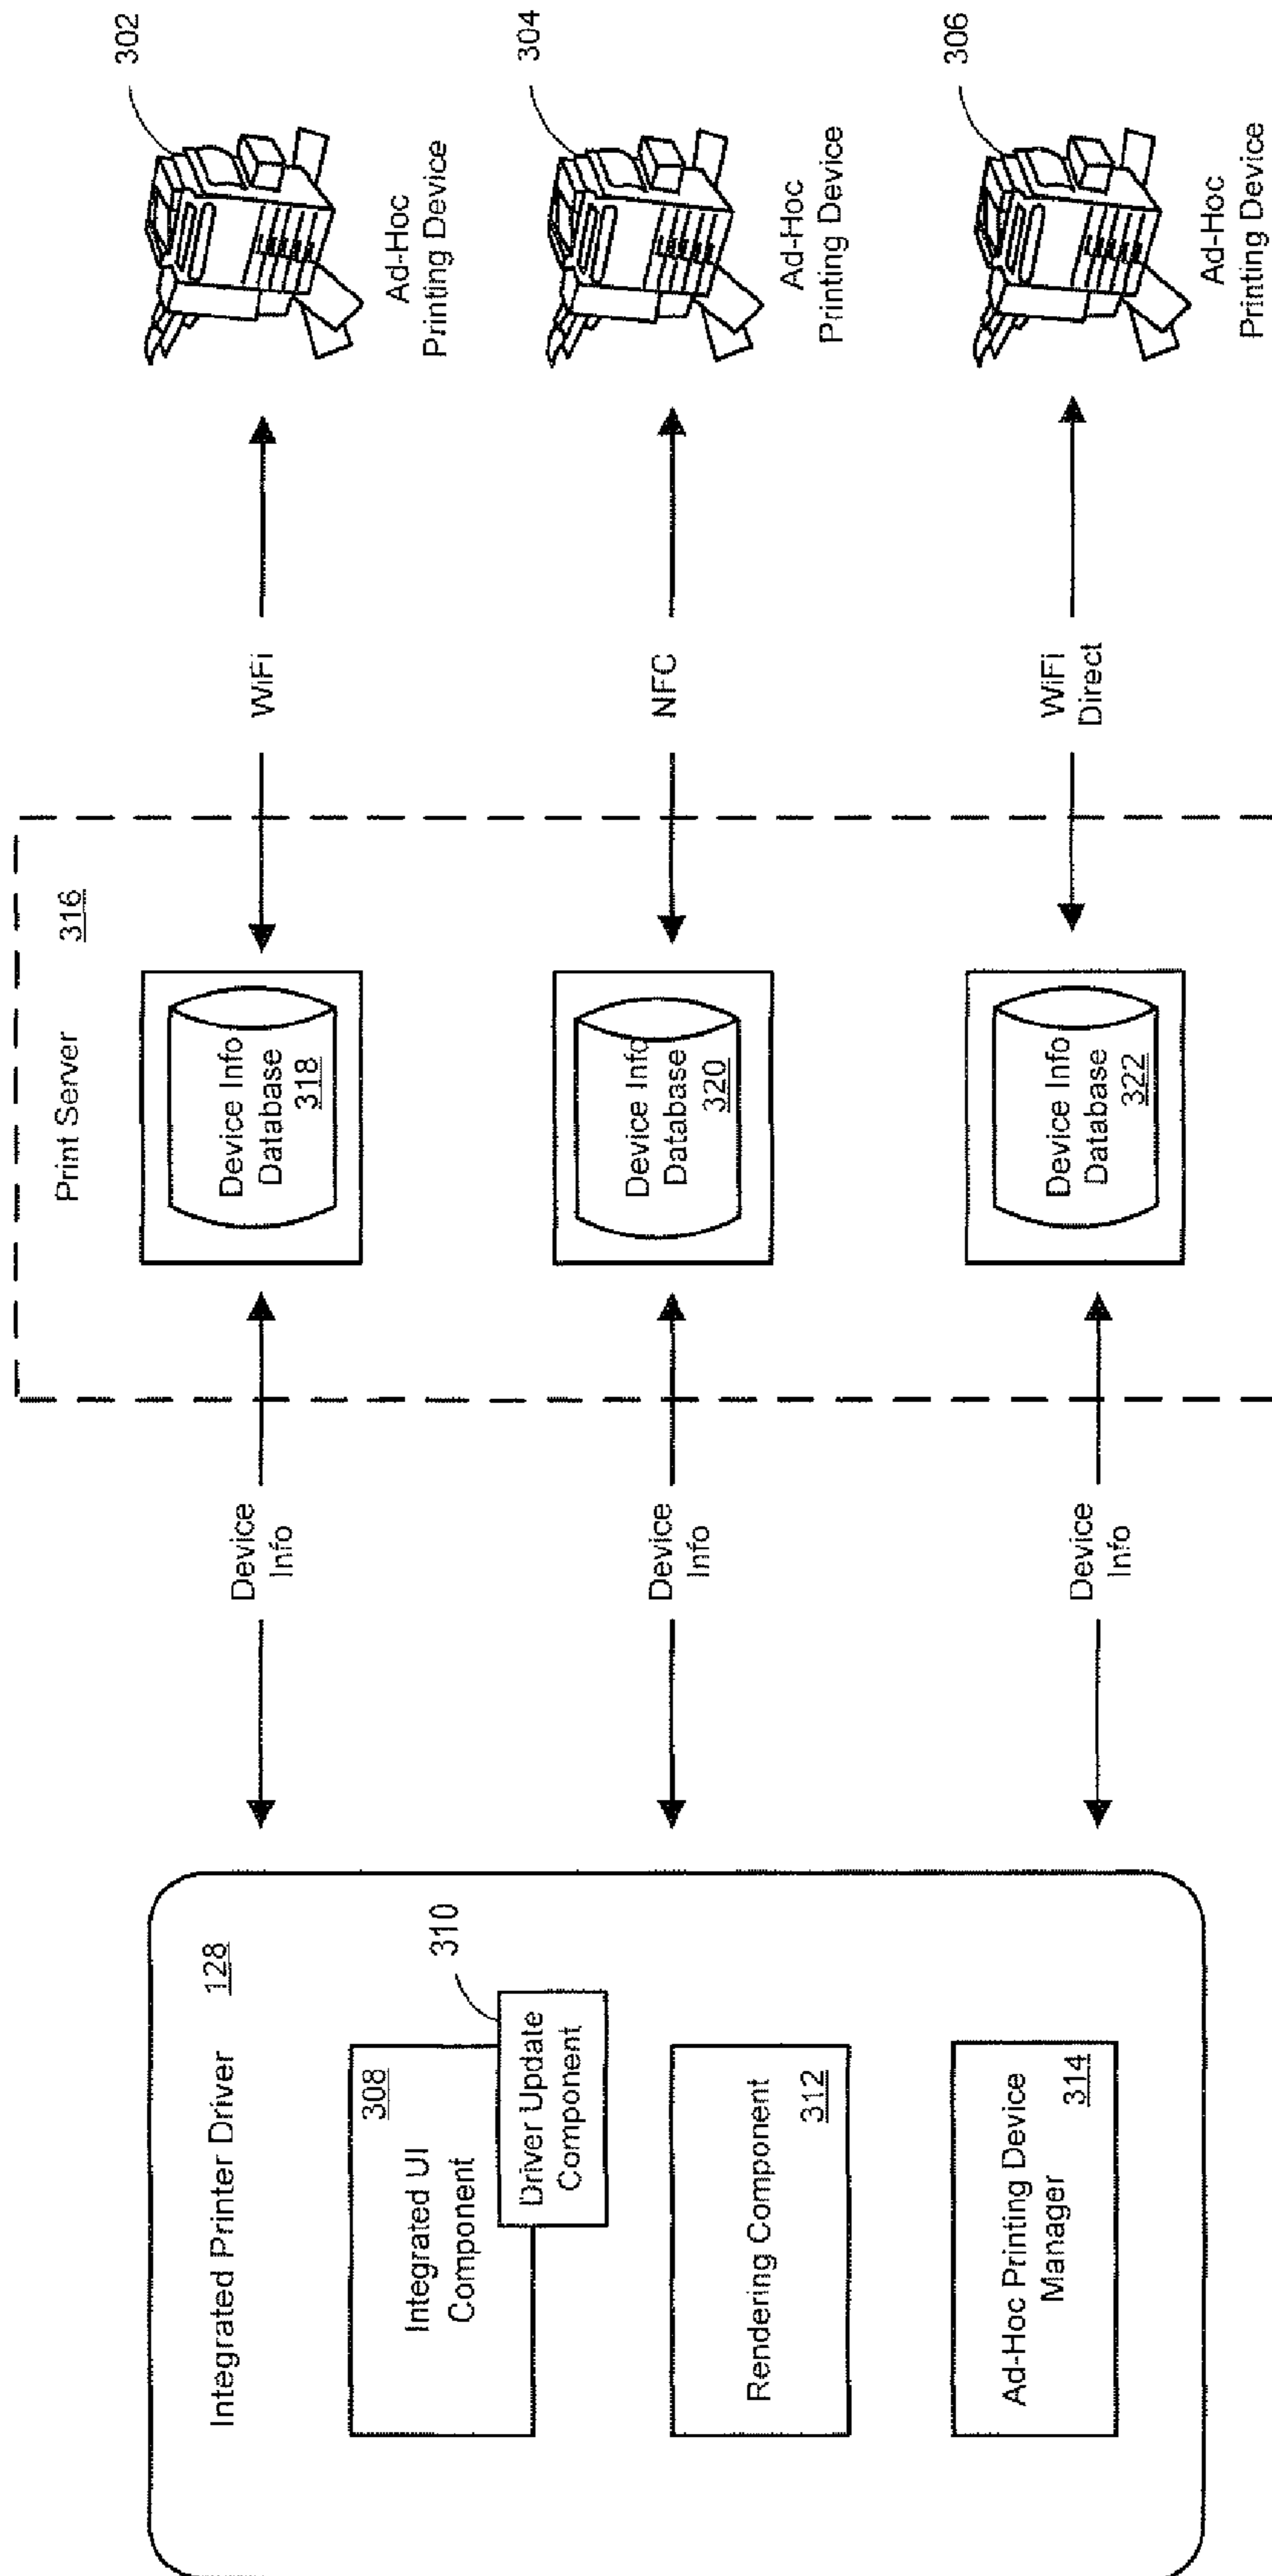 Integrated Printer Driver 128
Integrated UI
Component
308
310
Driver Update
Component
Rendering Component
312
Ad-Hoc Printing Device
Manager
314
Device
Info
Device
Info
Device
Info
Print Server 316
Device Info
Database
318
Device Info
Database
320
Device Info
Database
322
WiFi
NFC
WiFi
Direct
302
Ad-Hoc
Printing Device
304
Ad-Hoc
Printing Device
306
Ad-Hoc
Printing Device